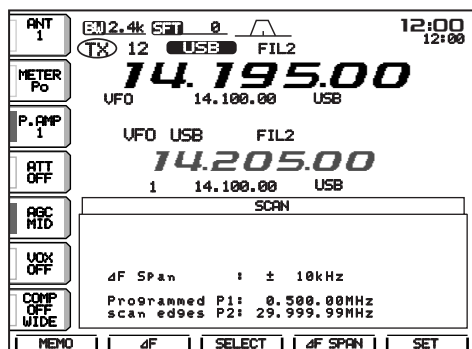 ANT 1
BW 2.4k SFT 0
12:00
12:00
TX 12 USB FIL2
METER Po
14.195.00
VFO 14.100.00 USB
P.AMP 1
VFO USB FIL2
ATT OFF
14.205.00
1 14.100.00 USB
AGC MID
SCAN
VOX OFF
⊿F Span : ± 10kHz
COMP OFF WIDE
Programmed P1: 0.500.00MHz
scan edges P2: 29.999.99MHz
MEMO ⊿F SELECT ⊿F SPAN SET